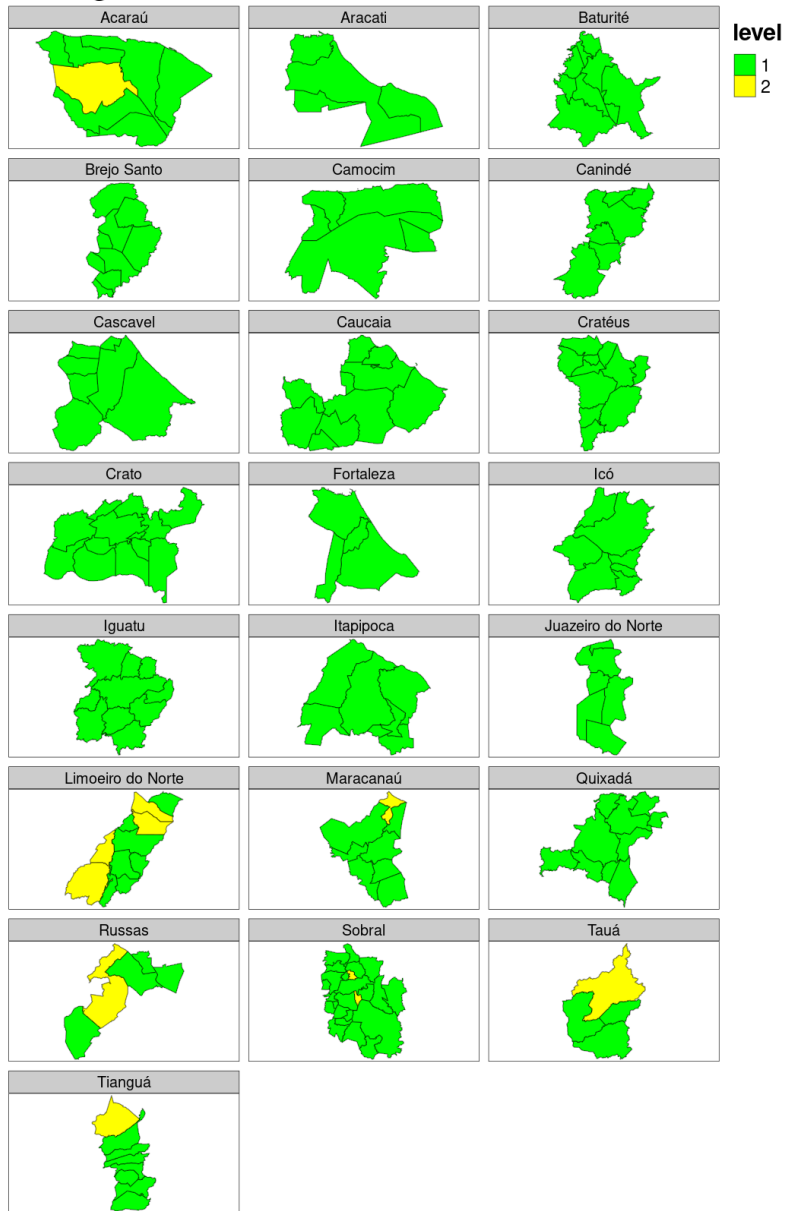 Acaraú
Aracati
Baturité
level
1
2
Brejo Santo
Camocim
Canindé
Cascavel
Caucaia
Cratéus
Crato
Fortaleza
Icó
Iguatu
Itapipoca
Juazeiro do Norte
Limoeiro do Norte
Maracanaú
Quixadá
Russas
Sobral
Tauá
Tianguá